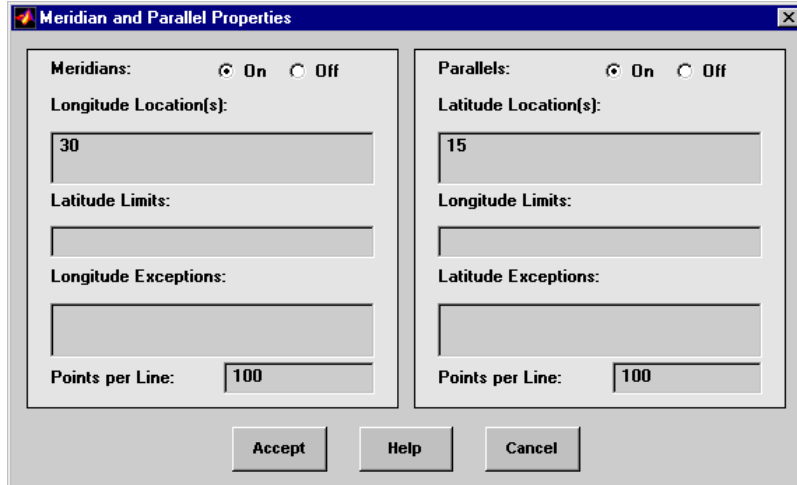 Meridian and Parallel Properties
Meridians: On Off
Longitude Location(s):
30
Latitude Limits:
Longitude Exceptions:
Points per Line: 100
Parallels: On Off
Latitude Location(s):
15
Longitude Limits:
Latitude Exceptions:
Points per Line: 100
Accept Help Cancel